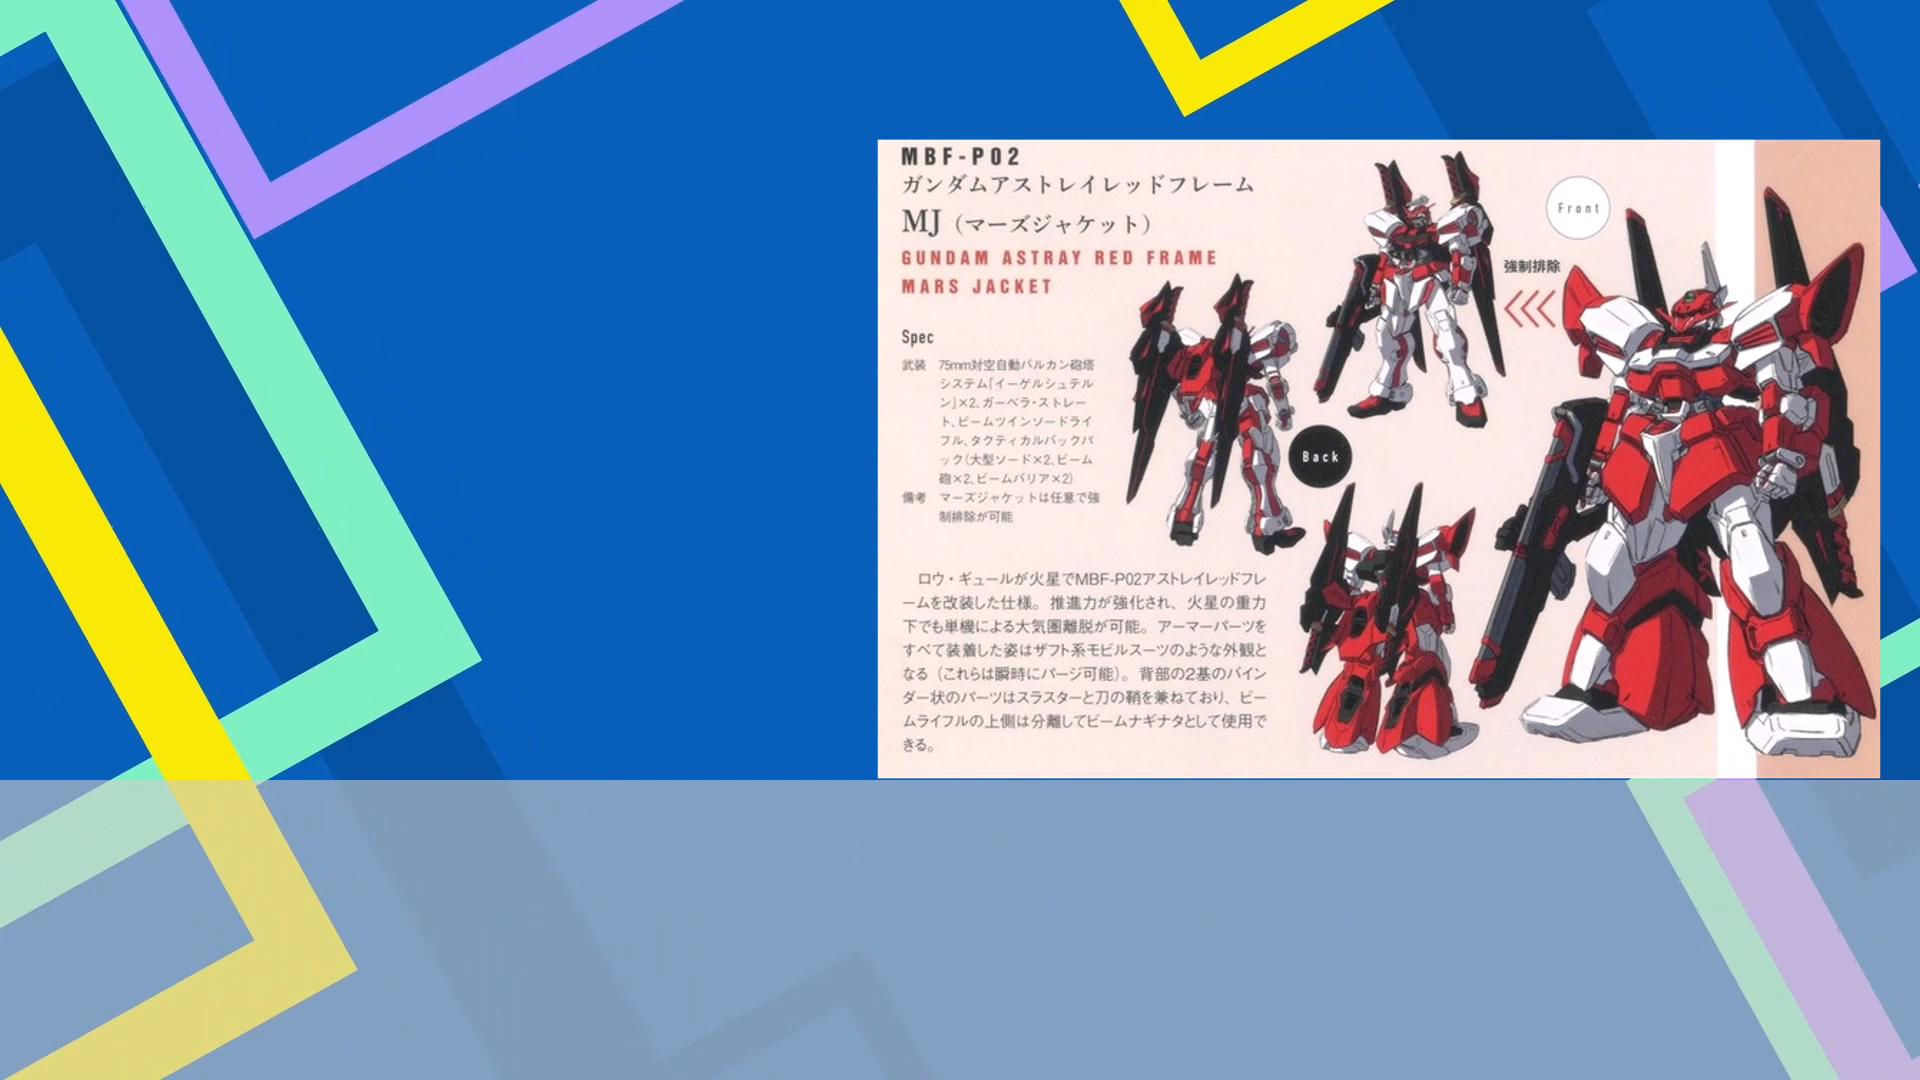 MBF-P02
ガンダムアストレイレッドフレーム
MJ（マーズジャケット）
GUNDAM ASTRAY RED FRAME
MARS JACKET
Spec
武装 75mm対空自動バルカン砲塔
システム「イーゲルシュテル
ン」×2、ガーベラ・ストレー
ト、ビームツインソードライ
フル、タクティカルバックパ
ック（大型ソード×2、ビーム
砲×2、ビームバリア×2）
備考 マーズジャケットは任意で強
制排除が可能
ロウ・ギュールが火星でMBF-P02アストレイレッドフレ
ームを改装した仕様。推進力が強化され、火星の重力
下でも単機による大気圏離脱が可能。アーマーパーツを
すべて装着した姿はザフト系モビルスーツのような外観と
なる（これらは瞬時にパージ可能）。背部の2基のバイン
ダー状のパーツはスラスターと刀の鞘を兼ねており、ビー
ムライフルの上側は分離してビームナギナタとして使用で
きる。
Front
強制排除
Back